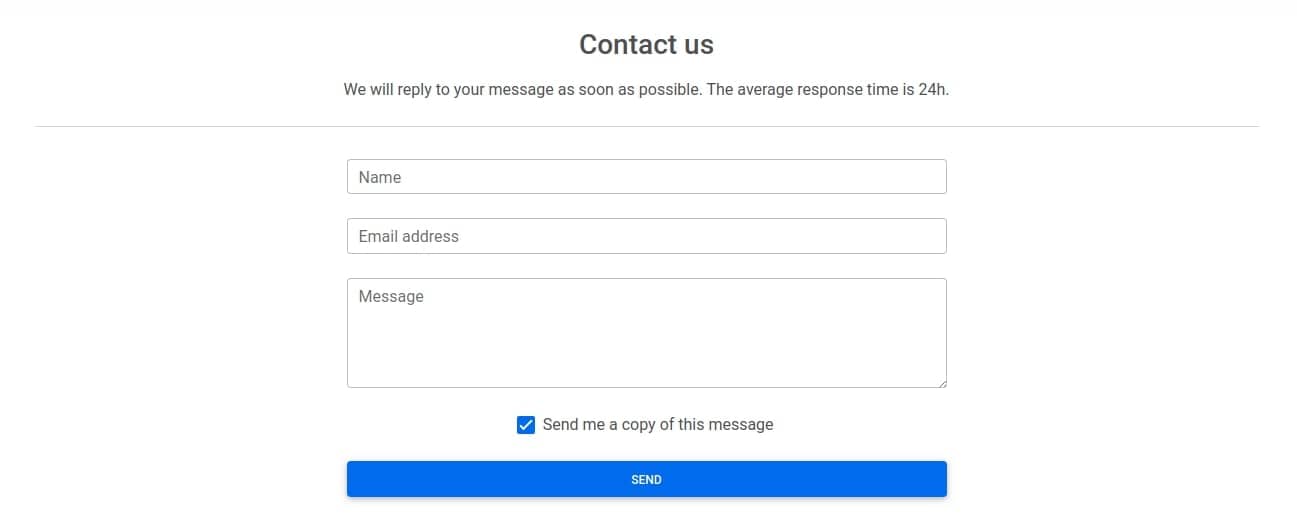 Contact us
We will reply to your message as soon as possible. The average response time is 24h.
Name
Email address
Message
Send me a copy of this message
SEND